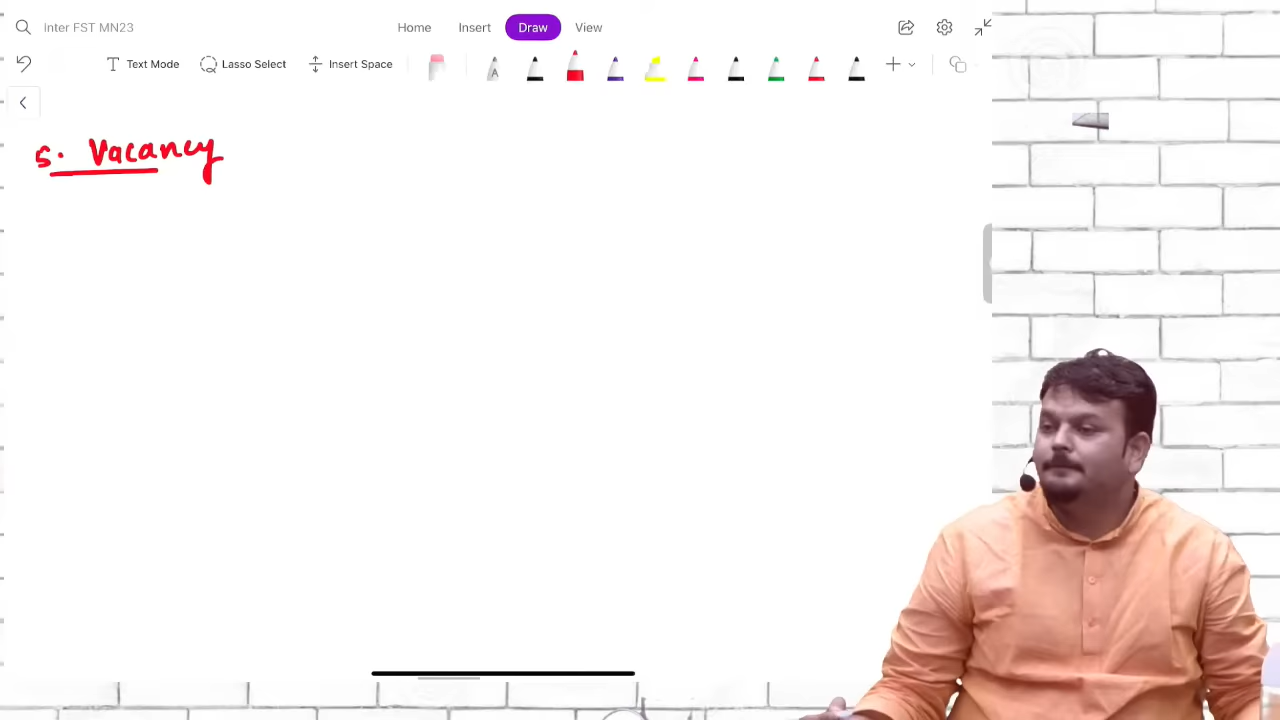 Inter FST MN23
Home Insert Draw View
Text Mode Lasso Select Insert Space
5. Vacancy